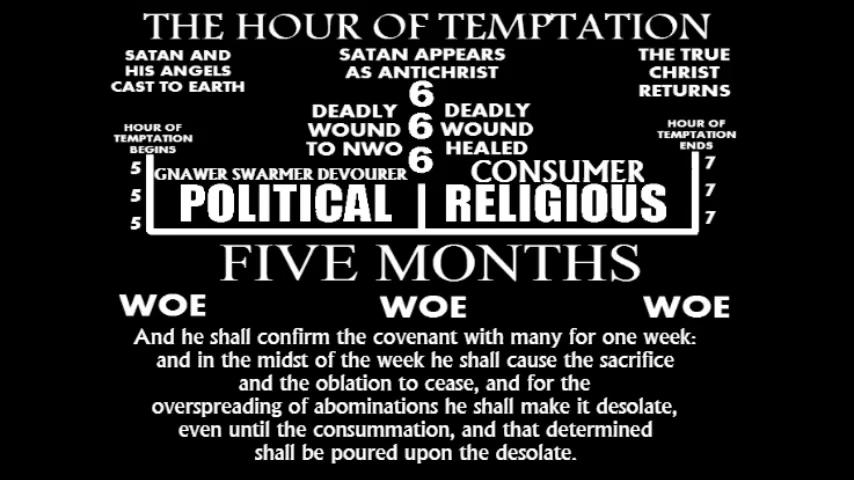 THE HOUR OF TEMPTATION
SATAN AND
HIS ANGELS
CAST TO EARTH
SATAN APPEARS
AS ANTICHRIST
THE TRUE
CHRIST
RETURNS
6
6
6
DEADLY
WOUND
TO NWO
DEADLY
WOUND
HEALED
HOUR OF
TEMPTATION
BEGINS
HOUR OF
TEMPTATION
ENDS
5
5
5
GNAWER SWARMER DEVOURER
CONSUMER
7
7
7
POLITICAL
RELIGIOUS
FIVE MONTHS
WOE WOE WOE
And he shall confirm the covenant with many for one week:
and in the midst of the week he shall cause the sacrifice
and the oblation to cease, and for the
overspreading of abominations he shall make it desolate,
even until the consummation, and that determined
shall be poured upon the desolate.